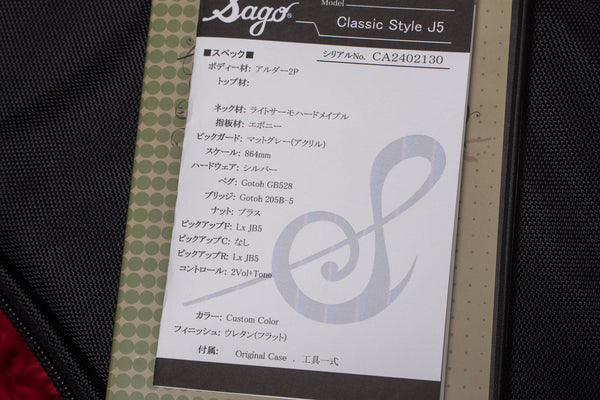 Sago®
Model
Classic Style J5
シリアルNo. CA2402130
■スペック■
ボディー材: アルダー2P
トップ材:
ネック材: ライトサーモハードメイプル
指板材: エボニー
ピックガード: マットグレー(アクリル)
スケール: 864mm
ハードウェア: シルバー
ペグ: Gotoh GB528
ブリッジ: Gotoh 205B-5
ナット: ブラス
ピックアップF: Lx JB5
ピックアップC: なし
ピックアップR: Lx JB5
コントロール: 2Vol+Tone
カラー: Custom Color
フィニッシュ: ウレタン(フラット)
付属: Original Case 、工具一式